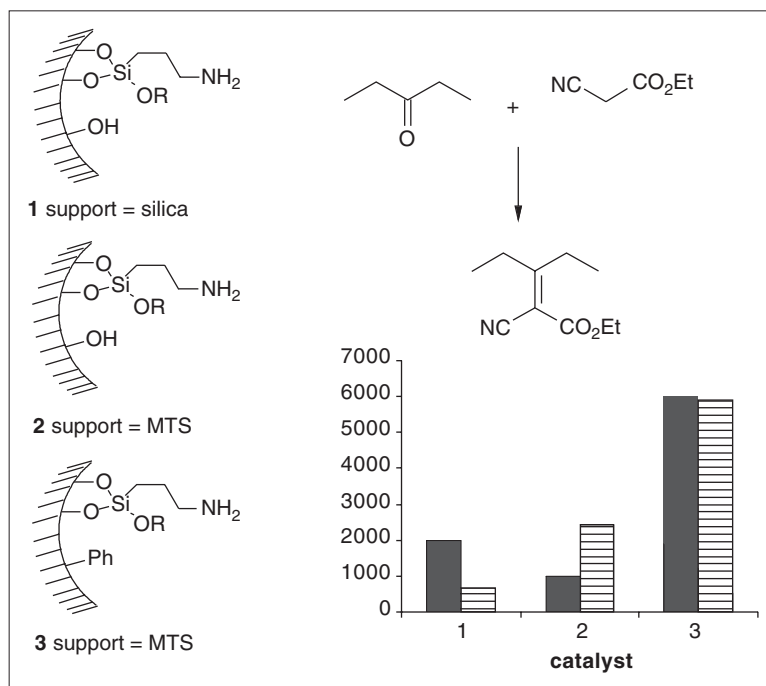 O
O
Si
OR
NH2
OH
1 support = silica
O
O
Si
OR
NH2
OH
2 support = MTS
O
O
Si
OR
NH2
Ph
3 support = MTS
O
+
NC
CO2Et
NC
CO2Et
7000
6000
5000
4000
3000
2000
1000
0
1 2 3
catalyst